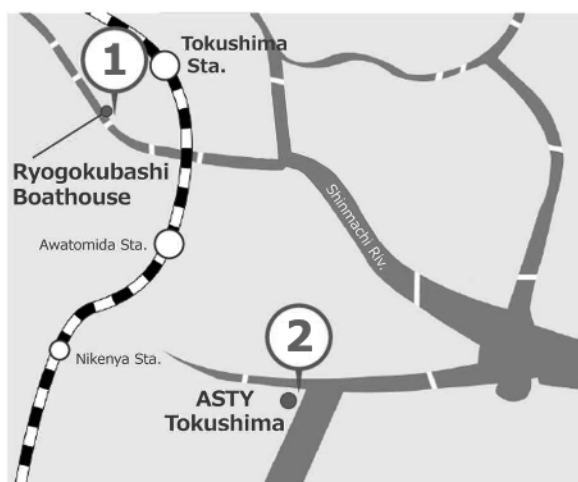 1
Tokushima
Sta.
Ryogokubashi
Boathouse
Shinmachi Riv.
Awatomida Sta.
2
Nikenya Sta.
ASTY
Tokushima